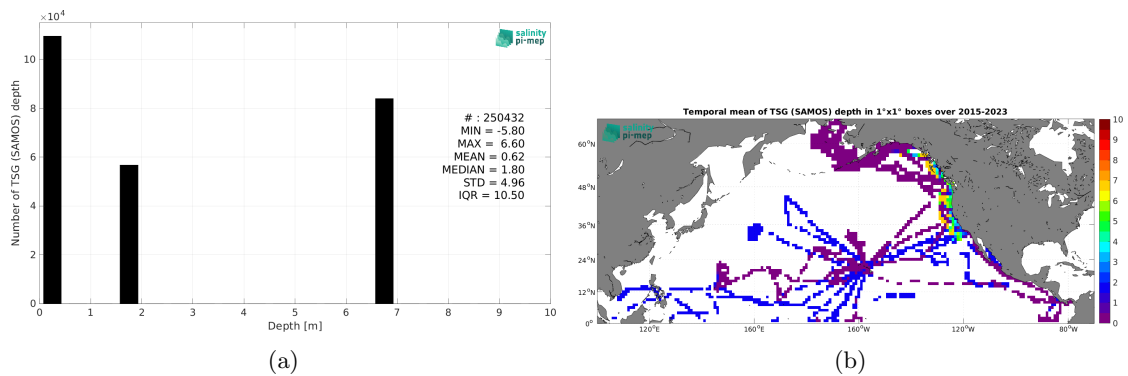 ×10⁴
10
8
6
4
2
0
Number of TSG (SAMOS) depth
0 1 2 3 4 5 6 7 8 9 10
Depth [m]
salinity
pi-mep
# : 250432
MIN = -5.80
MAX = 6.60
MEAN = 0.62
MEDIAN = 1.80
STD = 4.96
IQR = 10.50
(a)
Temporal mean of TSG (SAMOS) depth in 1°x1° boxes over 2015-2023
salinity
pi-mep
60°N
48°N
36°N
24°N
12°N
0°
120°E 160°E 160°W 120°W 80°W
10
9
8
7
6
5
4
3
2
1
0
(b)